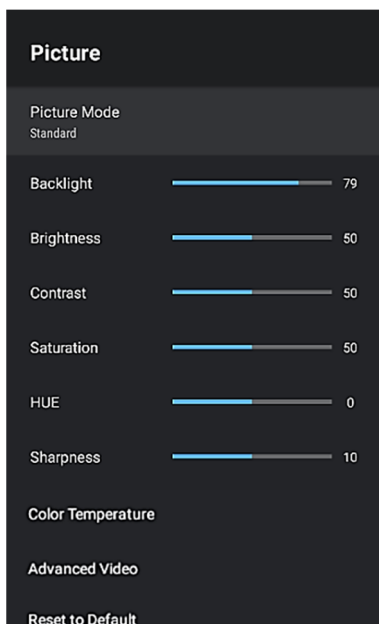 Picture
Picture Mode
Standard
Backlight 79
Brightness 50
Contrast 50
Saturation 50
HUE 0
Sharpness 10
Color Temperature
Advanced Video
Reset to Default